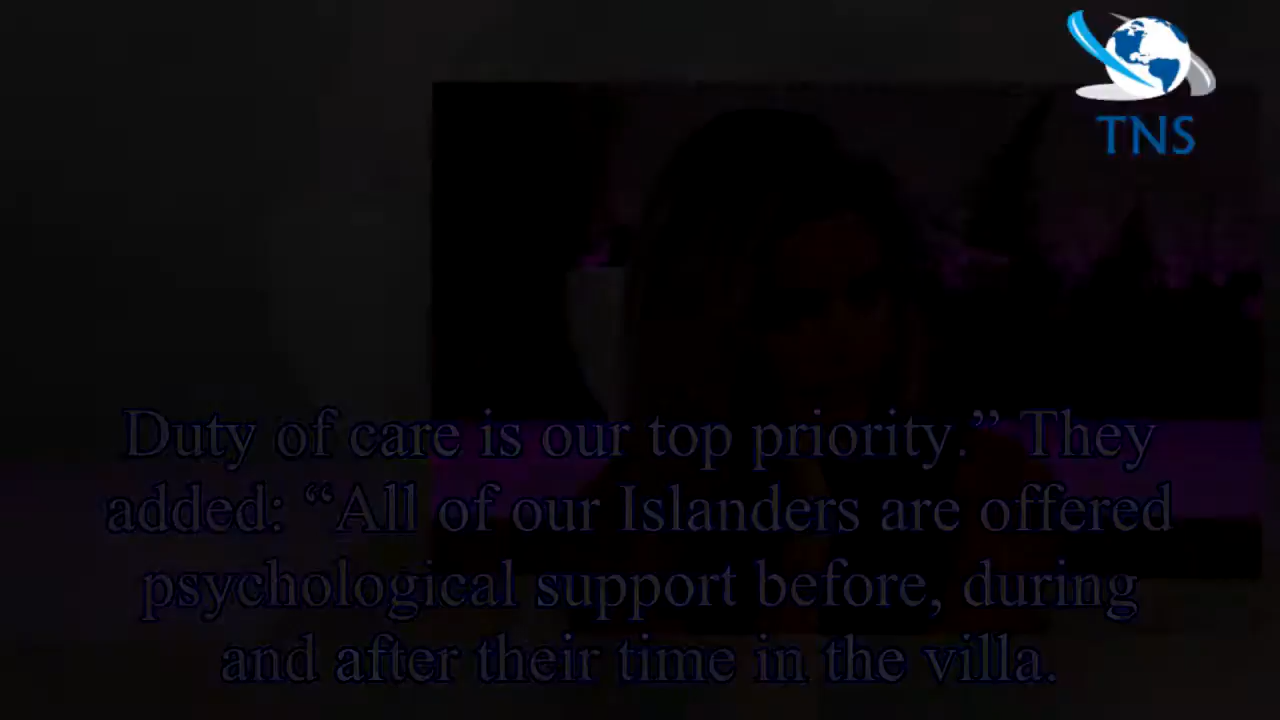 TNS
Duty of care is our top priority.” They
added: “All of our Islanders are offered
psychological support before, during
and after their time in the villa.